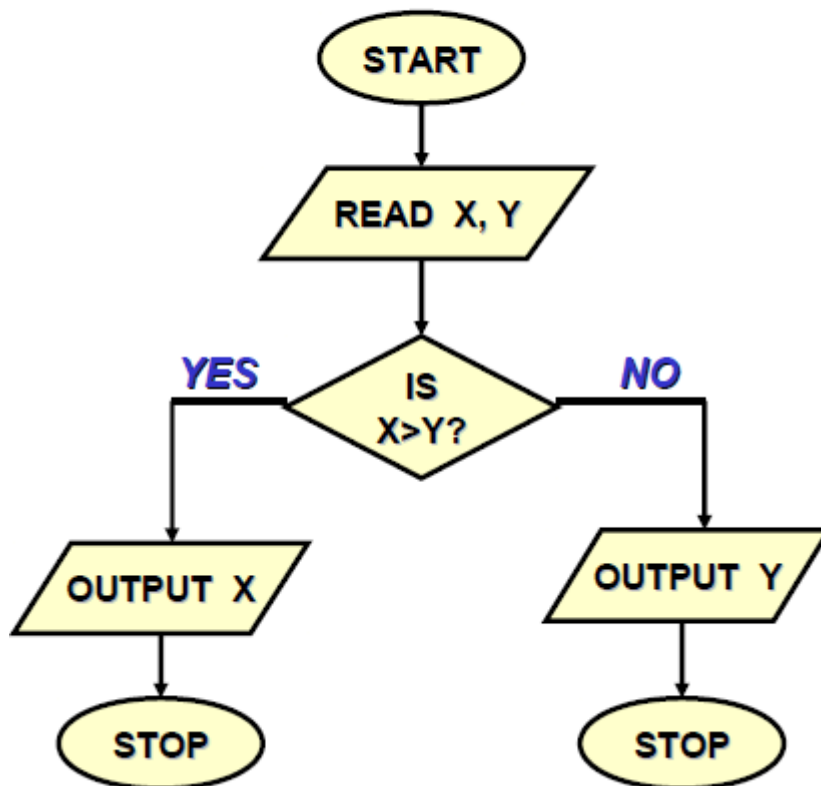 START
READ X, Y
YES
IS
X>Y?
NO
OUTPUT X
OUTPUT Y
STOP
STOP